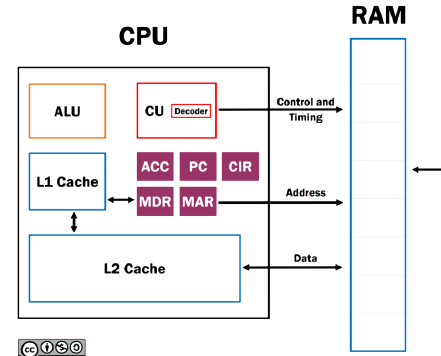 RAM
CPU
ALU
CU
Decoder
Control and
Timing
ACC
PC
CIR
L1 Cache
MDR
MAR
Address
Data
L2 Cache
cc